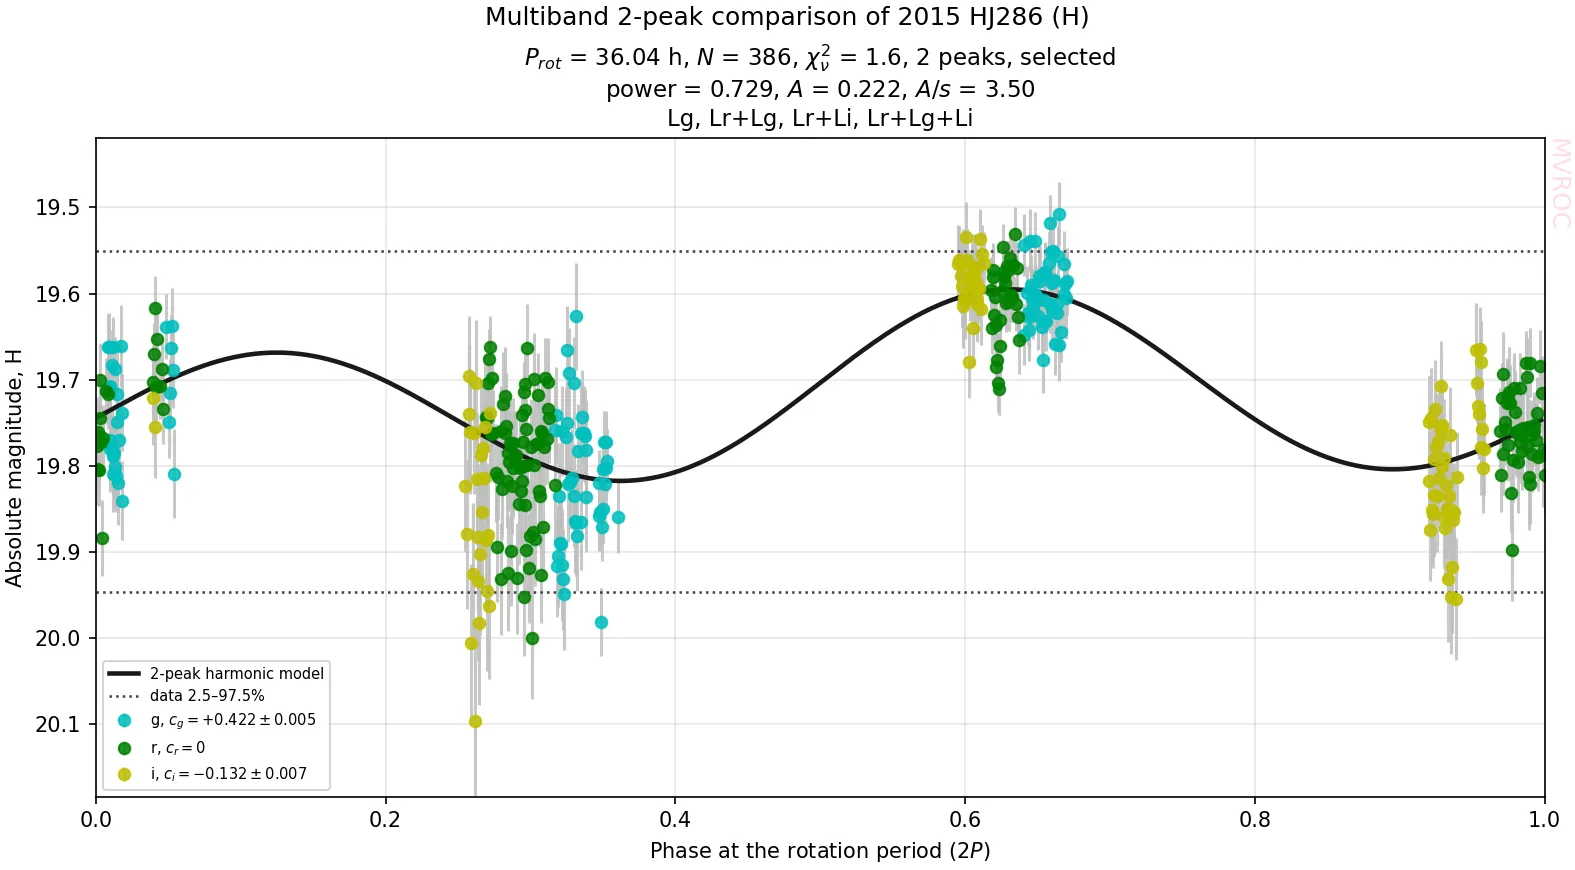 Multiband 2-peak comparison of 2015 HJ286 (H)
P_rot = 36.04 h, N = 386, χ²_ν = 1.6, 2 peaks, selected
power = 0.729, A = 0.222, A/s = 3.50
Lg, Lr+Lg, Lr+Li, Lr+Lg+Li
MVROC
Absolute magnitude, H
19.5
19.6
19.7
19.8
19.9
20.0
20.1
2-peak harmonic model
data 2.5–97.5%
g, c_g = +0.422 ± 0.005
r, c_r = 0
i, c_i = −0.132 ± 0.007
0.0
0.2
0.4
0.6
0.8
1.0
Phase at the rotation period (2P)